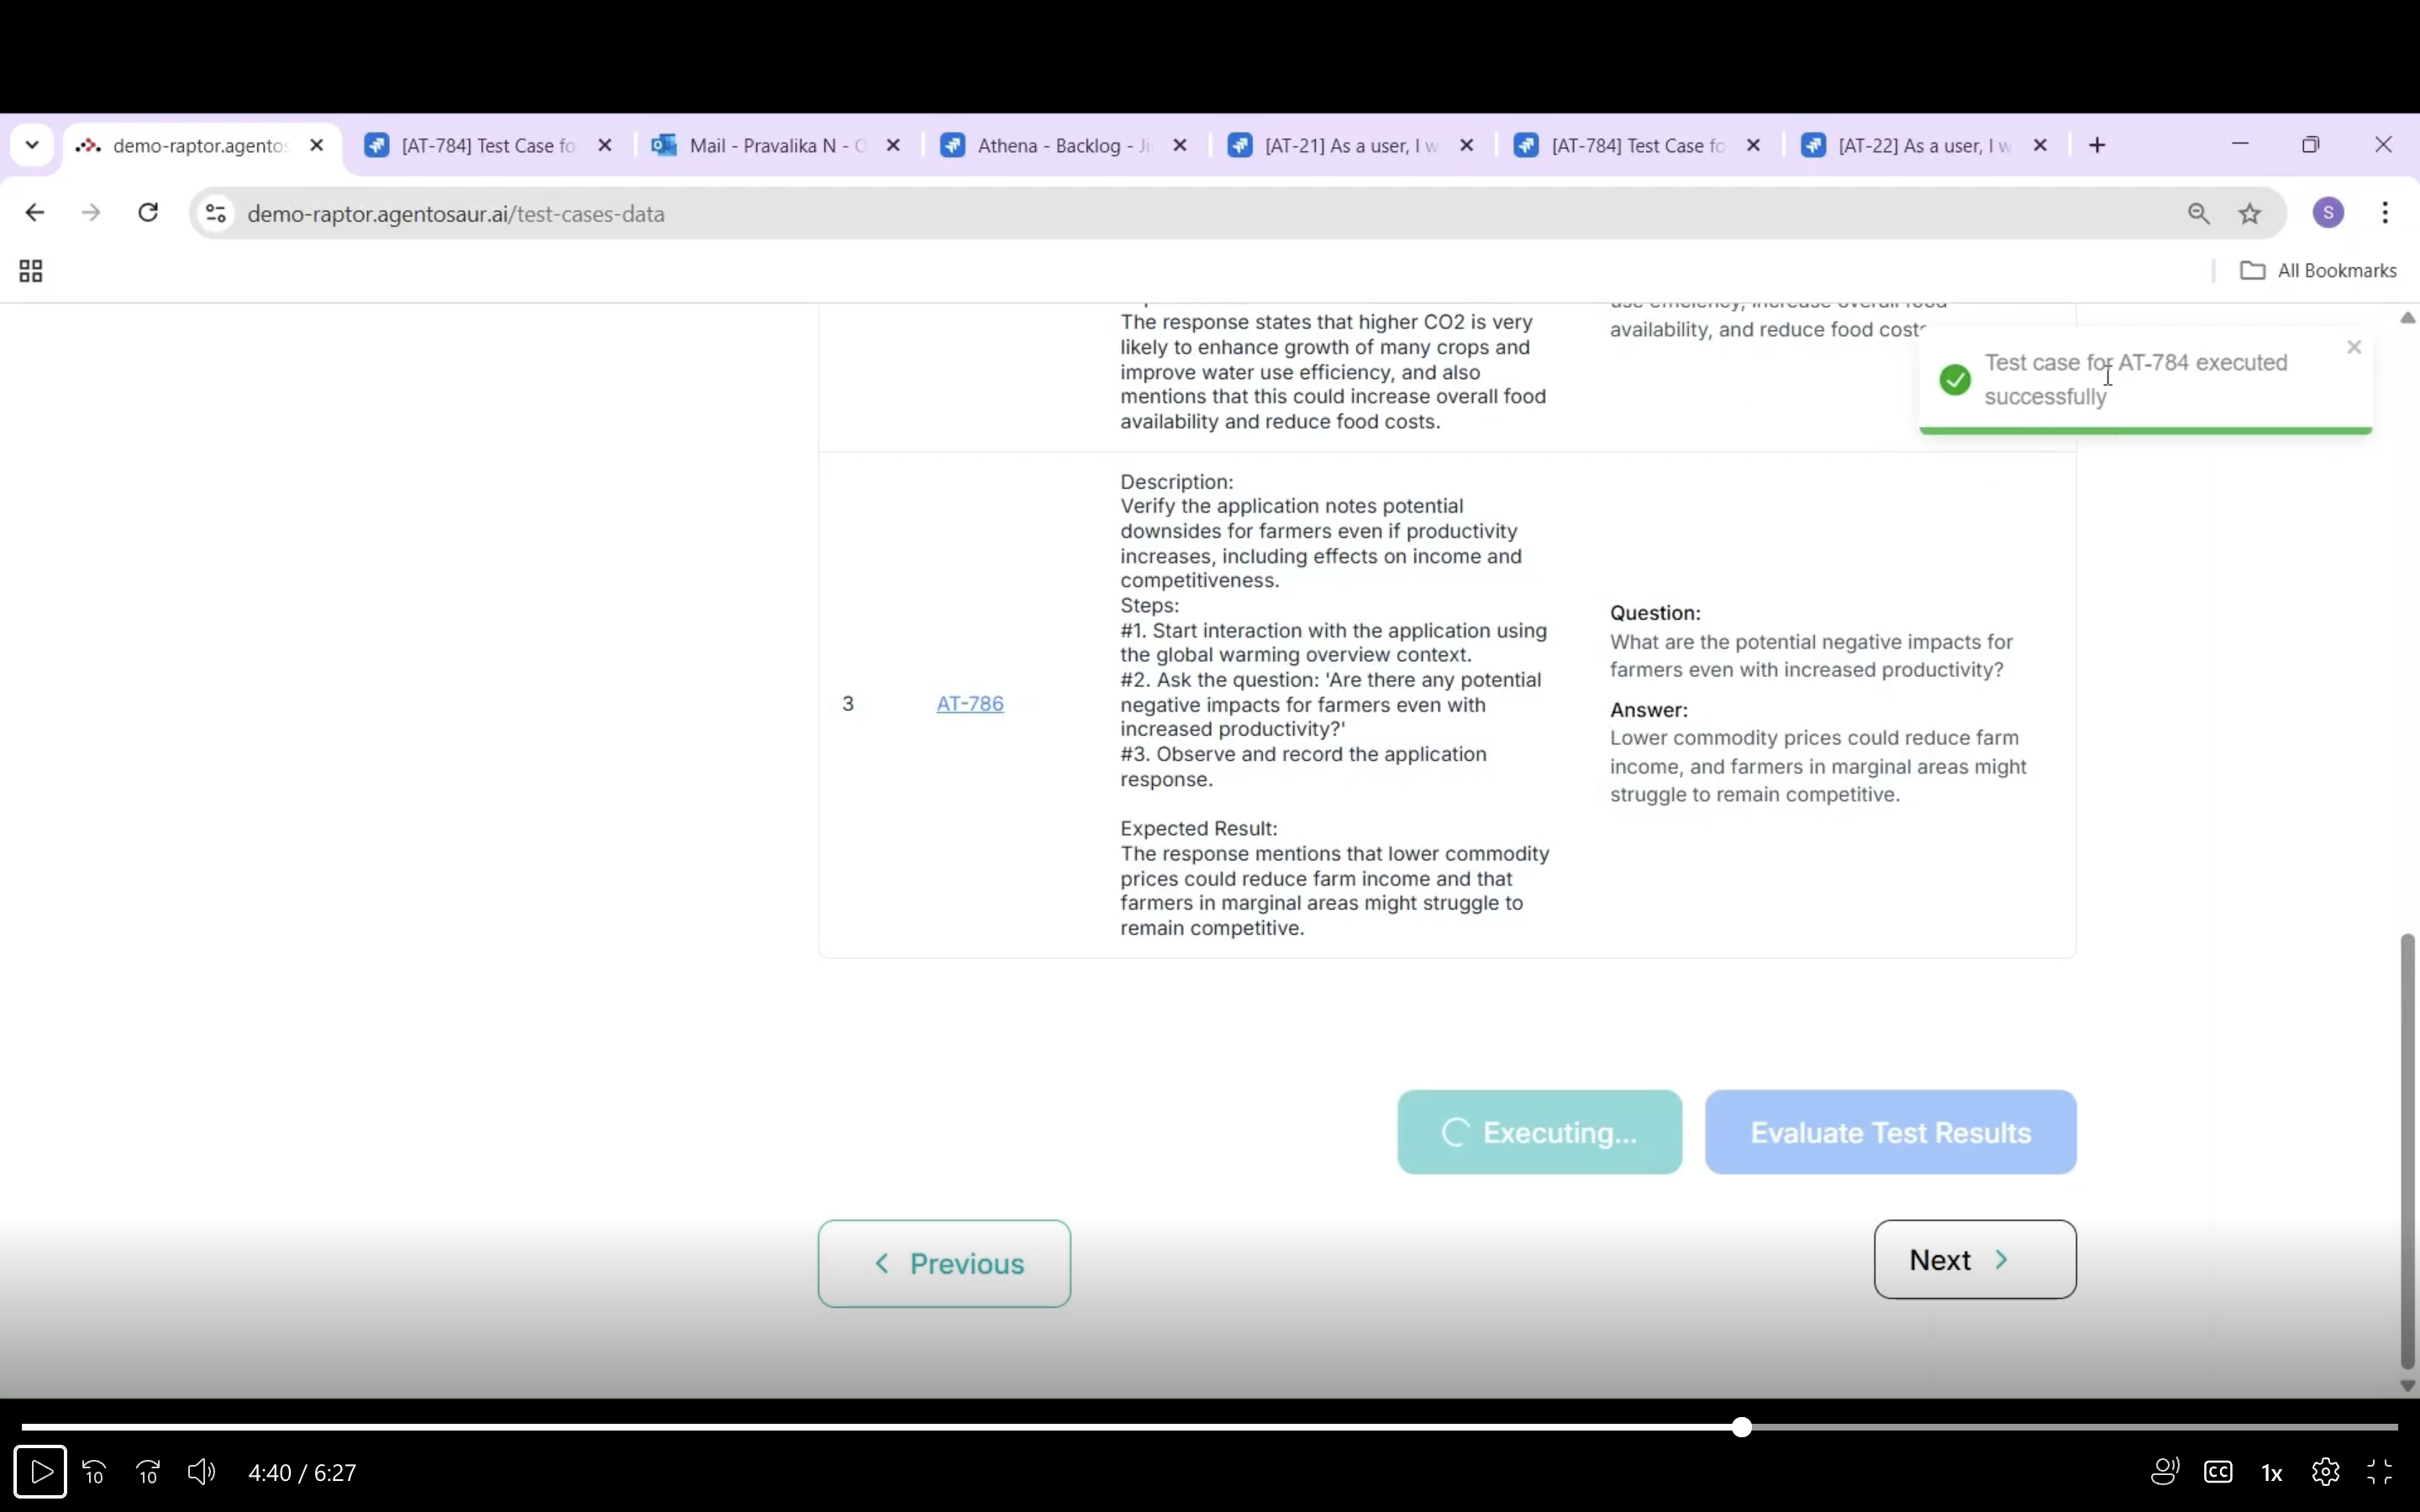 demo-raptor.agentos
[AT-784] Test Case fo
Mail - Pravalika N - O
Athena - Backlog - Ji
[AT-21] As a user, I w
[AT-784] Test Case fo
[AT-22] As a user, I w
demo-raptor.agentosaur.ai/test-cases-data
S
All Bookmarks
The response states that higher CO2 is very
likely to enhance growth of many crops and
improve water use efficiency, and also
mentions that this could increase overall food
availability and reduce food costs.
use efficiency, increase overall food
availability, and reduce food costs
Test case for AT-784 executed
successfully
3
AT-786
Description:
Verify the application notes potential
downsides for farmers even if productivity
increases, including effects on income and
competitiveness.
Steps:
#1. Start interaction with the application using
the global warming overview context.
#2. Ask the question: 'Are there any potential
negative impacts for farmers even with
increased productivity?'
#3. Observe and record the application
response.
Expected Result:
The response mentions that lower commodity
prices could reduce farm income and that
farmers in marginal areas might struggle to
remain competitive.
Question:
What are the potential negative impacts for
farmers even with increased productivity?
Answer:
Lower commodity prices could reduce farm
income, and farmers in marginal areas might
struggle to remain competitive.
Executing...
Evaluate Test Results
Previous
Next
10
10
4:40 / 6:27
CC
1x